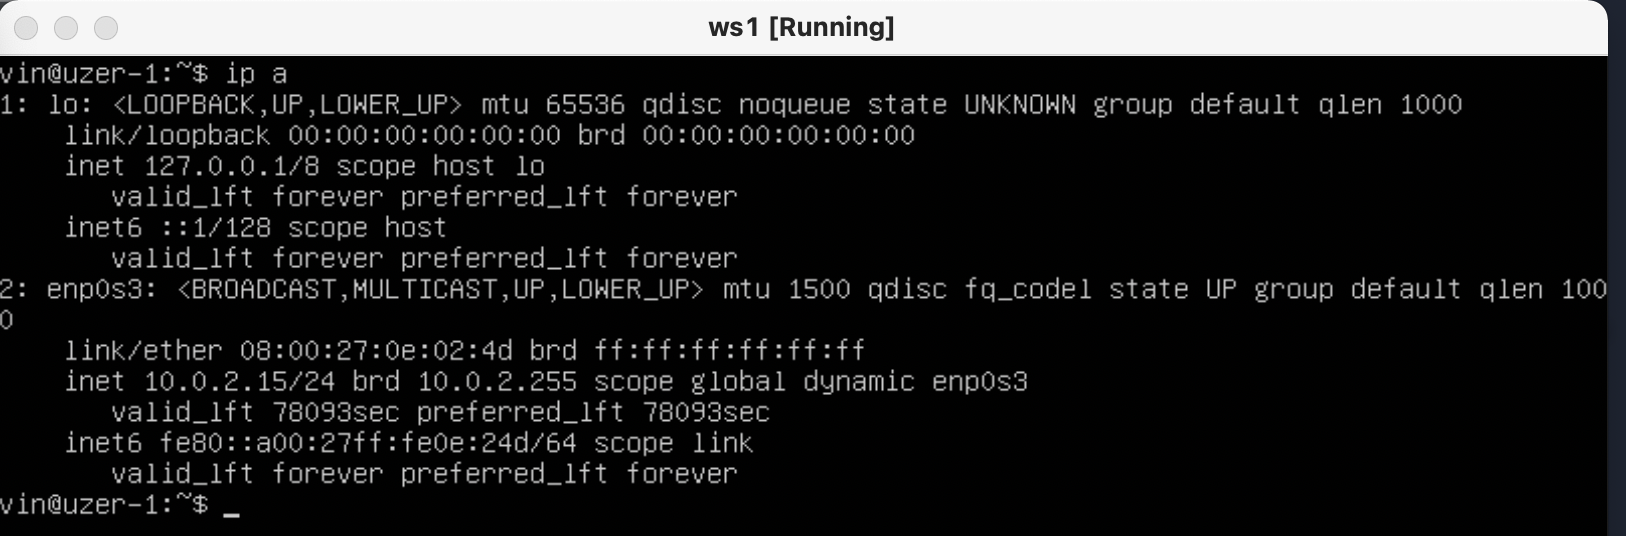 ws1 [Running]
vin@uzer-1:~$ ip a
1: lo: <LOOPBACK,UP,LOWER_UP> mtu 65536 qdisc noqueue state UNKNOWN group default qlen 1000
link/loopback 00:00:00:00:00:00 brd 00:00:00:00:00:00
inet 127.0.0.1/8 scope host lo
valid_lft forever preferred_lft forever
inet6 ::1/128 scope host
valid_lft forever preferred_lft forever
2: enp0s3: <BROADCAST,MULTICAST,UP,LOWER_UP> mtu 1500 qdisc fq_codel state UP group default qlen 100
0
link/ether 08:00:27:0e:02:4d brd ff:ff:ff:ff:ff:ff
inet 10.0.2.15/24 brd 10.0.2.255 scope global dynamic enp0s3
valid_lft 78093sec preferred_lft 78093sec
inet6 fe80::a00:27ff:fe0e:24d/64 scope link
valid_lft forever preferred_lft forever
vin@uzer-1:~$ _